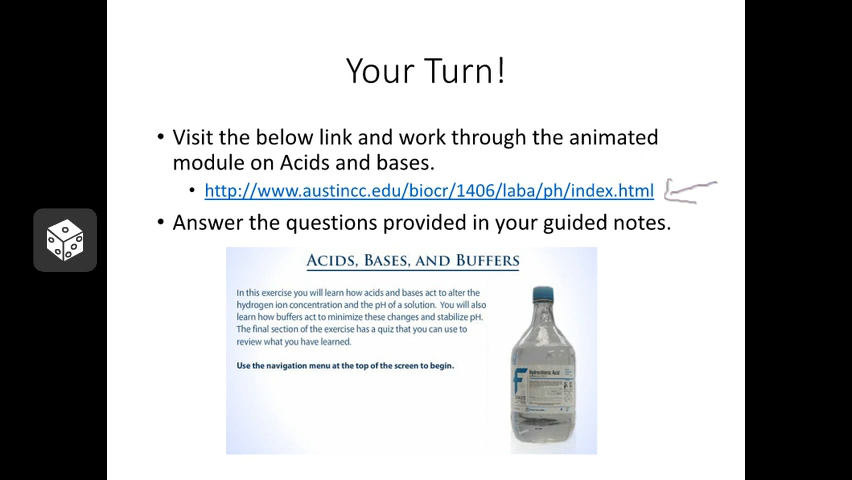 Your Turn!
• Visit the below link and work through the animated
module on Acids and bases.
• http://www.austincc.edu/biocr/1406/laba/ph/index.html
• Answer the questions provided in your guided notes.
ACIDS, BASES, AND BUFFERS
In this exercise you will learn how acids and bases act to alter the
hydrogen ion concentration and the pH of a solution. You will also
learn how buffers act to minimize these changes and stabilize pH.
The final section of the exercise has a quiz that you can use to
review what you have learned.
Use the navigation menu at the top of the screen to begin.
Hydrochloric Acid